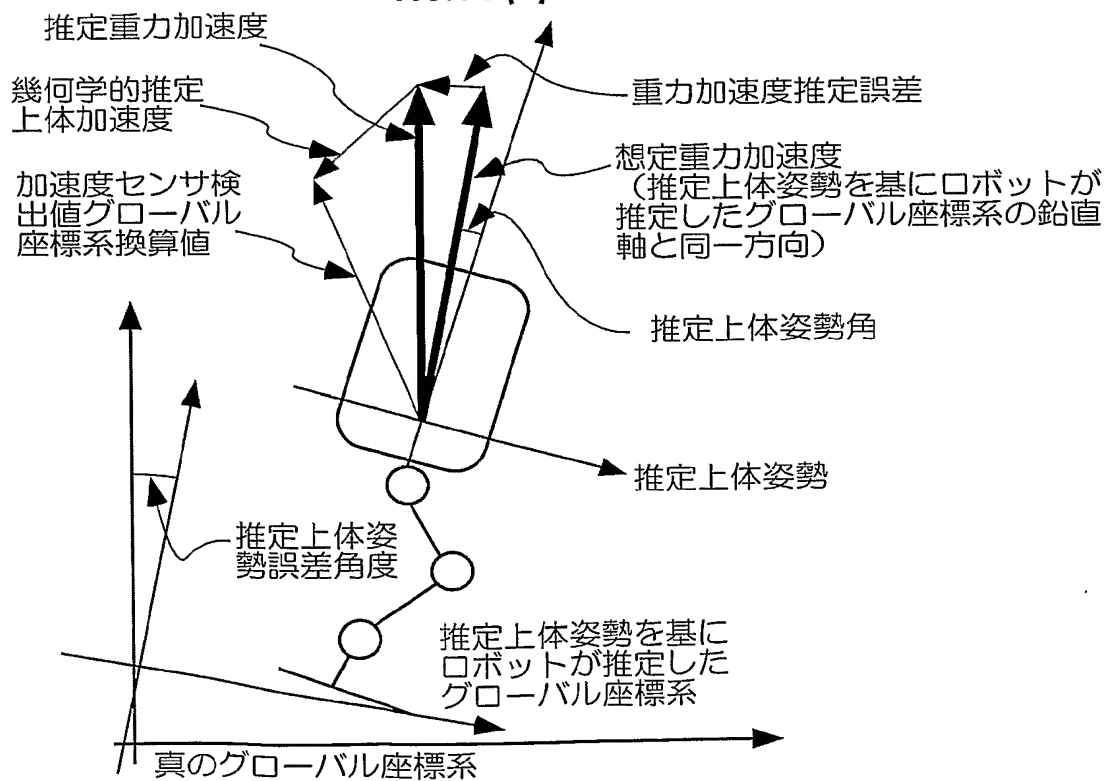 推定重力加速度
幾何学的推定
上体加速度
加速度センサ検
出値グローバル
座標系換算値
重力加速度推定誤差
想定重力加速度
（推定上体姿勢を基にロボットが
推定したグローバル座標系の鉛直
軸と同一方向）
推定上体姿勢角
推定上体姿勢
推定上体姿
勢誤差角度
推定上体姿勢を基に
ロボットが推定した
グローバル座標系
真のグローバル座標系